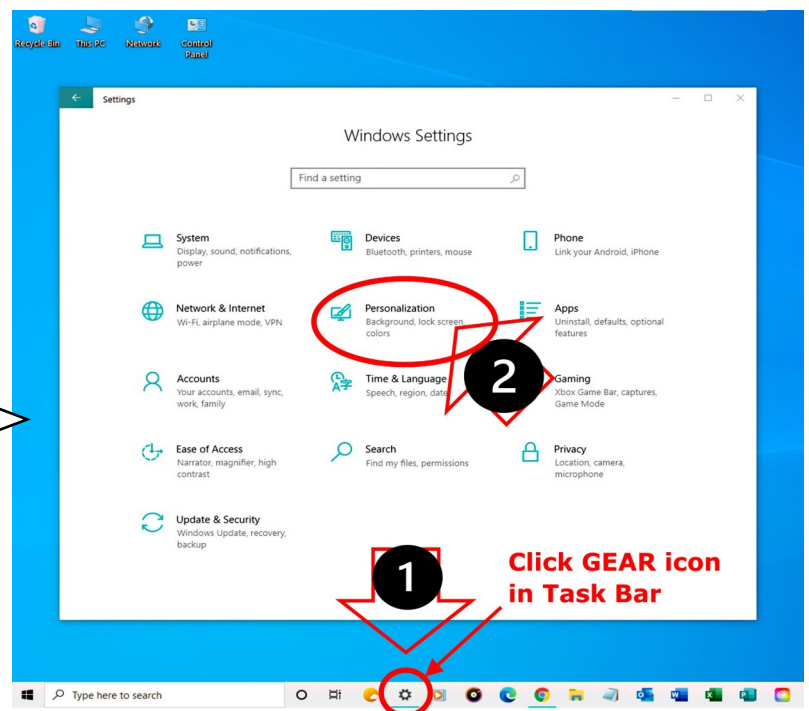 Recycle Bin
This PC
Network
Control
Panel
Settings
Windows Settings
Find a setting
System
Display, sound, notifications,
power
Devices
Bluetooth, printers, mouse
Phone
Link your Android, iPhone
Network & Internet
Wi-Fi, airplane mode, VPN
Personalization
Background, lock screen,
colors
Apps
Uninstall, defaults, optional
features
Accounts
Your accounts, email, sync,
work, family
Time & Language
Speech, region, date
2
Gaming
Xbox Game Bar, captures,
Game Mode
Ease of Access
Narrator, magnifier, high
contrast
Search
Find my files, permissions
Privacy
Location, camera,
microphone
Update & Security
Windows Update, recovery,
backup
1
Click GEAR icon
in Task Bar
Type here to search